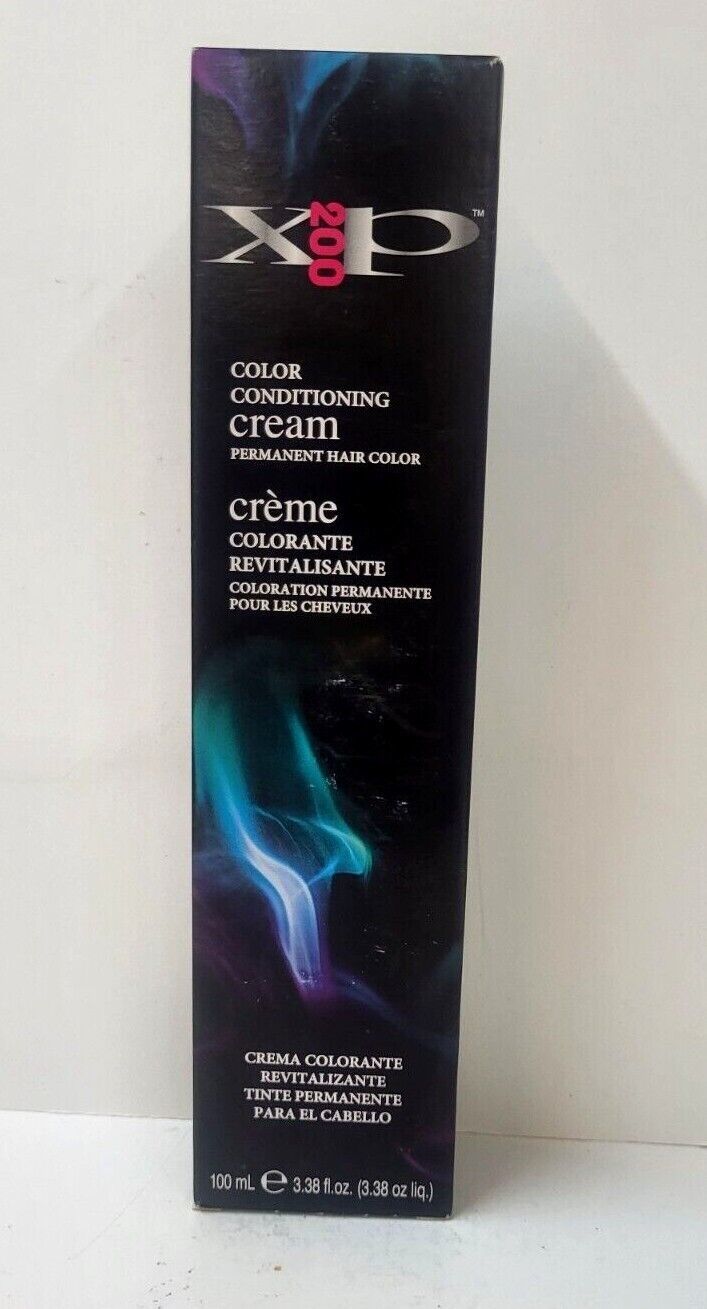 xp™
200
COLOR
CONDITIONING
cream
PERMANENT HAIR COLOR
crème
COLORANTE
REVITALISANTE
COLORATION PERMANENTE
POUR LES CHEVEUX
CREMA COLORANTE
REVITALIZANTE
TINTE PERMANENTE
PARA EL CABELLO
100 mL ℮ 3.38 fl.oz. (3.38 oz liq.)